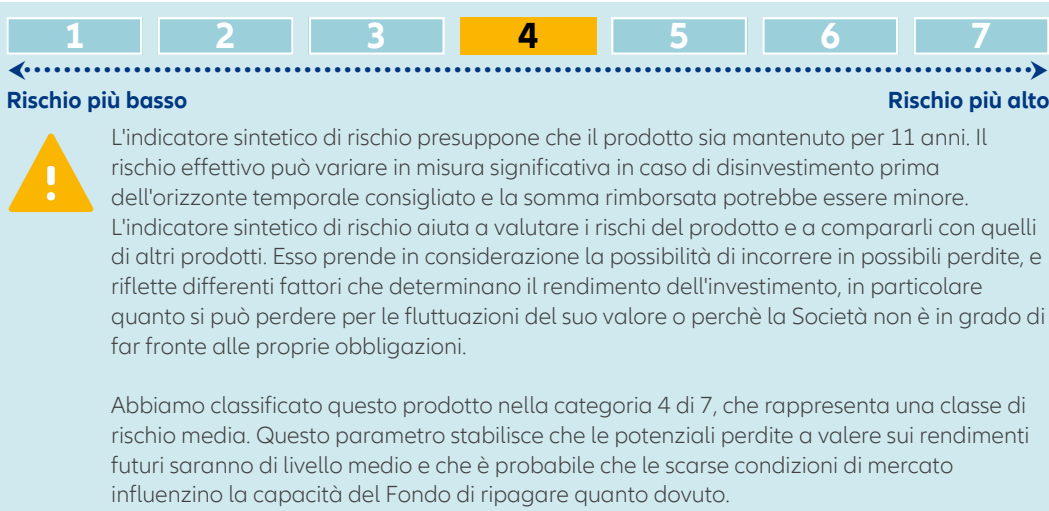 1 2 3 4 5 6 7
Rischio più basso Rischio più alto
L'indicatore sintetico di rischio presuppone che il prodotto sia mantenuto per 11 anni. Il
rischio effettivo può variare in misura significativa in caso di disinvestimento prima
dell'orizzonte temporale consigliato e la somma rimborsata potrebbe essere minore.
L'indicatore sintetico di rischio aiuta a valutare i rischi del prodotto e a compararli con quelli
di altri prodotti. Esso prende in considerazione la possibilità di incorrere in possibili perdite, e
riflette differenti fattori che determinano il rendimento dell'investimento, in particolare
quanto si può perdere per le fluttuazioni del suo valore o perchè la Società non è in grado di
far fronte alle proprie obbligazioni.
Abbiamo classificato questo prodotto nella categoria 4 di 7, che rappresenta una classe di
rischio media. Questo parametro stabilisce che le potenziali perdite a valere sui rendimenti
futuri saranno di livello medio e che è probabile che le scarse condizioni di mercato
influenzino la capacità del Fondo di ripagare quanto dovuto.